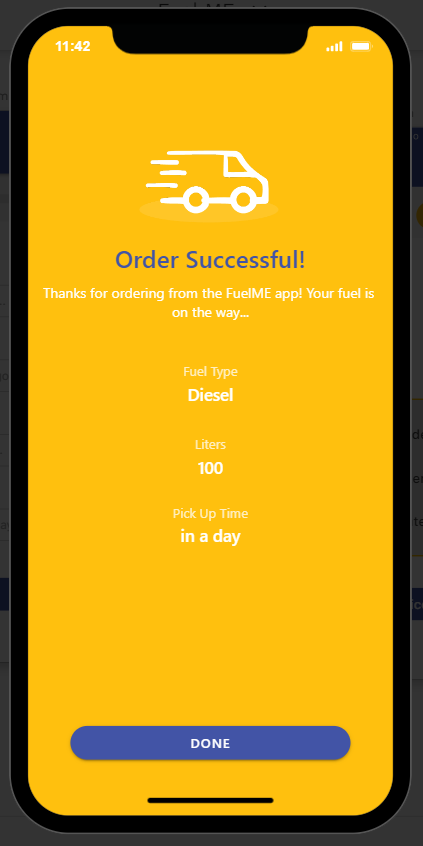 11:42
Order Successful!
Thanks for ordering from the FuelME app! Your fuel is
on the way...
Fuel Type
Diesel
Liters
100
Pick Up Time
in a day
DONE